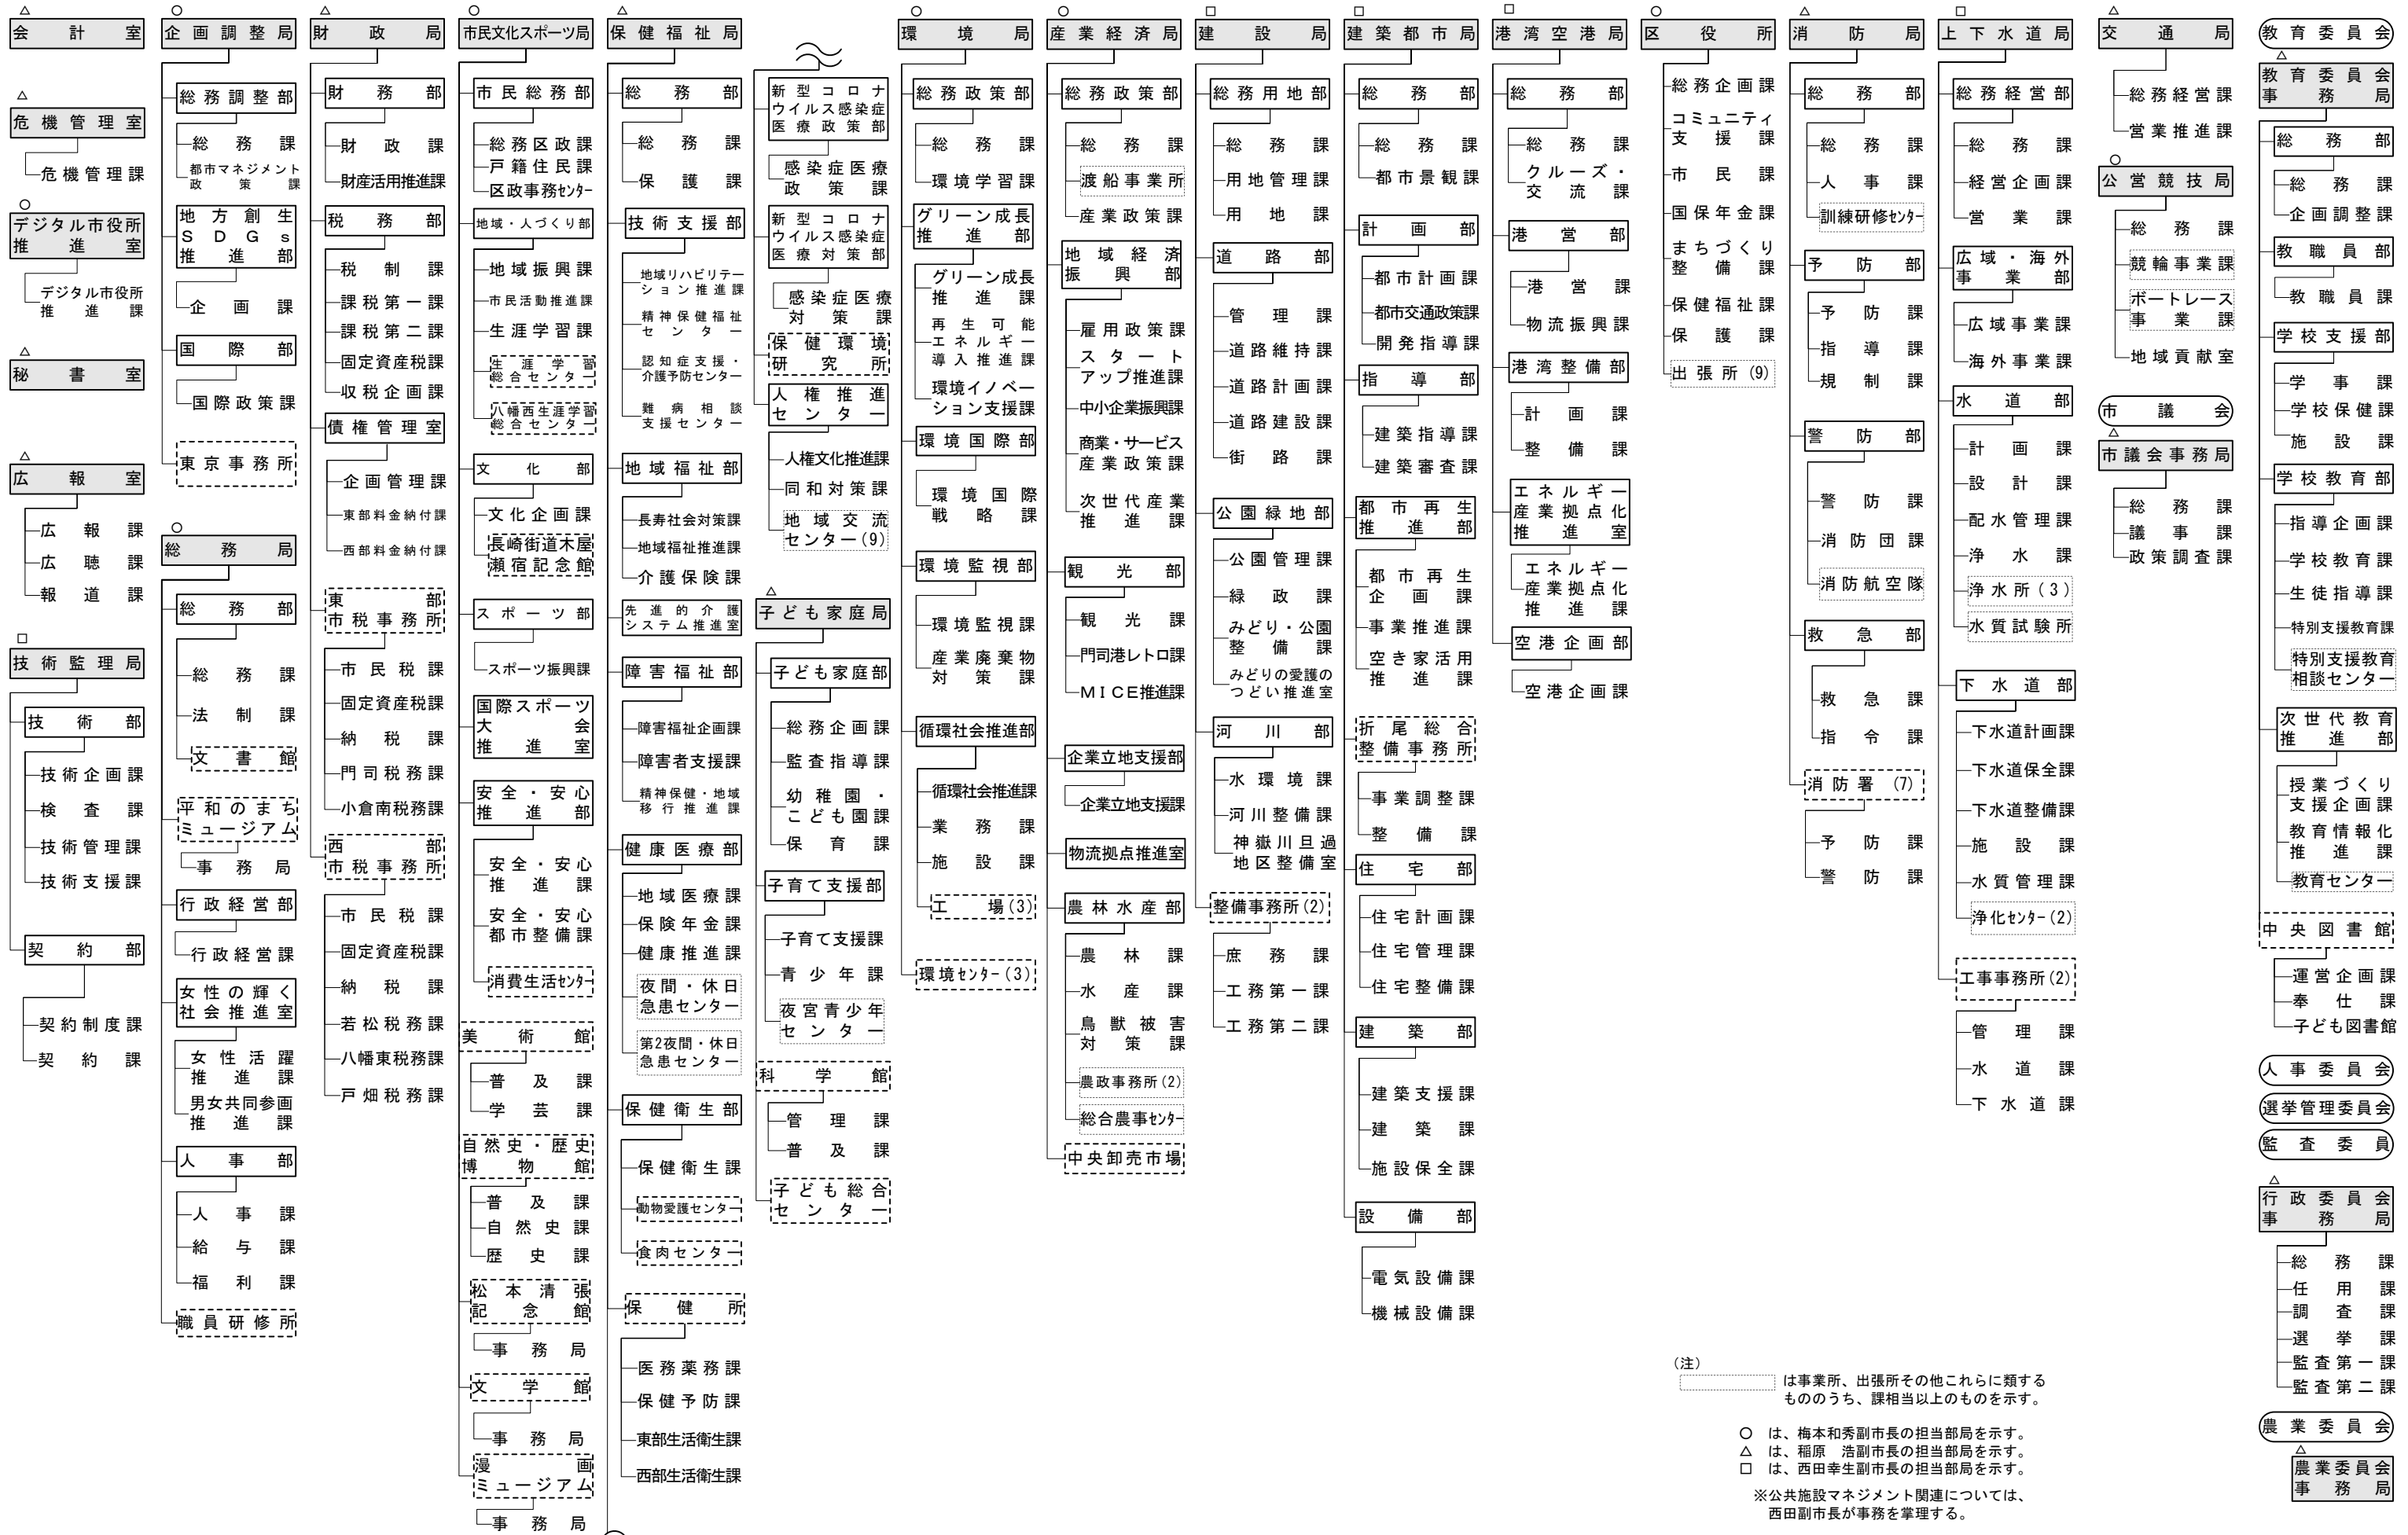 △
会計室
△
危機管理室
危機管理課
○
デジタル市役所
推進室
デジタル市役所
推進課
△
秘書室
△
広報室
広報課
広聴課
報道課
□
技術監理局
技術部
技術企画課
検査課
技術管理課
技術支援課
契約部
契約制度課
契約課
○
企画調整局
総務調整部
総務課
都市マネジメント
政策課
地方創生
SDGs
推進部
企画課
国際部
国際政策課
東京事務所
○
総務局
総務部
総務課
法制課
文書館
平和のまち
ミュージアム
事務局
行政経営部
行政経営課
女性の輝く
社会推進室
女性活躍
推進課
男女共同参画
推進課
人事部
人事課
給与課
福利課
職員研修所
△
財政局
財務部
財政課
財産活用推進課
税務部
税制課
課税第一課
課税第二課
固定資産税課
収税企画課
債権管理室
企画管理課
東部料金納付課
西部料金納付課
東部
市税事務所
市民税課
固定資産税課
納税課
門司税務課
小倉南税務課
西部
市税事務所
市民税課
固定資産税課
納税課
若松税務課
八幡東税務課
戸畑税務課
○
市民文化スポーツ局
市民総務部
総務区政課
戸籍住民課
区政事務センター
地域・人づくり部
地域振興課
市民活動推進課
生涯学習課
生涯学習
総合センター
八幡西生涯学習
総合センター
文化部
文化企画課
長崎街道木屋
瀬宿記念館
スポーツ部
スポーツ振興課
国際スポーツ
大会
推進室
安全・安心
推進部
安全・安心
推進課
安全・安心
都市整備課
消費生活センター
美術館
普及課
学芸課
自然史・歴史
博物館
普及課
自然史課
歴史課
松本清張
記念館
事務局
文学館
事務局
漫画
ミュージアム
事務局
△
保健福祉局
総務部
総務課
保護課
技術支援部
地域リハビリテー
ション推進課
精神保健福祉
センター
認知症支援・
介護予防センター
難病相談
支援センター
地域福祉部
長寿社会対策課
地域福祉推進課
介護保険課
先進的介護
システム推進室
障害福祉部
障害福祉企画課
障害者支援課
精神保健・地域
移行推進課
健康医療部
地域医療課
保険年金課
健康推進課
夜間・休日
急患センター
第2夜間・休日
急患センター
保健衛生部
保健衛生課
動物愛護センター
食肉センター
保健所
医務薬務課
保健予防課
東部生活衛生課
西部生活衛生課
新型コロナ
ウイルス感染症
医療政策部
感染症医療
政策課
新型コロナ
ウイルス感染症
医療対策部
感染症医療
対策課
保健環境
研究所
人権推進
センター
人権文化推進課
同和対策課
地域交流
センター(9)
△
子ども家庭局
子ども家庭部
総務企画課
監査指導課
幼稚園・
こども園課
保育課
子育て支援部
子育て支援課
青少年課
夜宮青少年
センター
科学館
管理課
普及課
子ども総合
センター
○
環境局
総務政策部
総務課
環境学習課
グリーン成長
推進部
グリーン成長
推進課
再生可能
エネルギー
導入推進課
環境イノベー
ション支援課
環境国際部
環境国際
戦略課
環境監視部
環境監視課
産業廃棄物
対策課
循環社会推進部
循環社会推進課
業務課
施設課
工場(3)
環境センター(3)
○
産業経済局
総務政策部
総務課
渡船事業所
産業政策課
地域経済
振興部
雇用政策課
スタート
アップ推進課
中小企業振興課
商業・サービス
産業政策課
次世代産業
推進課
観光部
観光課
門司港レトロ課
MICE推進課
企業立地支援部
企業立地支援課
物流拠点推進室
農林水産部
農林課
水産課
鳥獣被害
対策課
農政事務所(2)
総合農事センター
中央卸売市場
□
建設局
総務用地部
総務課
用地管理課
用地課
道路部
管理課
道路維持課
道路計画課
道路建設課
街路課
公園緑地部
公園管理課
緑政課
みどり・公園
整備課
みどりの愛護の
つどい推進室
河川部
水環境課
河川整備課
神嶽川旦過
地区整備室
整備事務所(2)
庶務課
工務第一課
工務第二課
□
建築都市局
総務部
総務課
都市景観課
計画部
都市計画課
都市交通政策課
開発指導課
指導部
建築指導課
建築審査課
都市再生
推進部
都市再生
企画課
事業推進課
空き家活用
推進課
折尾総合
整備事務所
事業調整課
整備課
住宅部
住宅計画課
住宅管理課
住宅整備課
建築部
建築支援課
建築課
施設保全課
設備部
電気設備課
機械設備課
□
港湾空港局
総務部
総務課
クルーズ・
交流課
港営部
港営課
物流振興課
港湾整備部
計画課
整備課
エネルギー
産業拠点化
推進室
エネルギー
産業拠点化
推進課
空港企画部
空港企画課
○
区役所
総務企画課
コミュニティ
支援課
市民課
国保年金課
まちづくり
整備課
保健福祉課
保護課
出張所(9)
△
消防局
総務部
総務課
人事課
訓練研修センター
予防部
予防課
指導課
規制課
警防部
警防課
消防団課
消防航空隊
救急部
救急課
指令課
消防署(7)
予防課
警防課
□
上下水道局
総務経営部
総務課
経営企画課
営業課
広域・海外
事業部
広域事業課
海外事業課
水道部
計画課
設計課
配水管理課
浄水課
浄水所(3)
水質試験所
下水道部
下水道計画課
下水道保全課
下水道整備課
施設課
水質管理課
浄化センター(2)
工事事務所(2)
管理課
水道課
下水道課
△
交通局
総務経営課
営業推進課
○
公営競技局
総務課
競輪事業課
ボートレース
事業課
地域貢献室
市議会
△
市議会事務局
総務課
議事課
政策調査課
教育委員会
△
教育委員会
事務局
総務部
総務課
企画調整課
教職員部
教職員課
学校支援部
学事課
学校保健課
施設課
学校教育部
指導企画課
学校教育課
生徒指導課
特別支援教育課
特別支援教育
相談センター
次世代教育
推進部
授業づくり
支援企画課
教育情報化
推進課
教育センター
中央図書館
運営企画課
奉仕課
子ども図書館
人事委員会
選挙管理委員会
監査委員
△
行政委員会
事務局
総務課
任用課
調査課
選挙課
監査第一課
監査第二課
農業委員会
△
農業委員会
事務局
(注)
は事業所、出張所その他これらに類する
もののうち、課相当以上のものを示す。
○ は、梅本和秀副市長の担当部局を示す。
△ は、稲原 浩副市長の担当部局を示す。
□ は、西田幸生副市長の担当部局を示す。
※公共施設マネジメント関連については、
西田副市長が事務を掌理する。